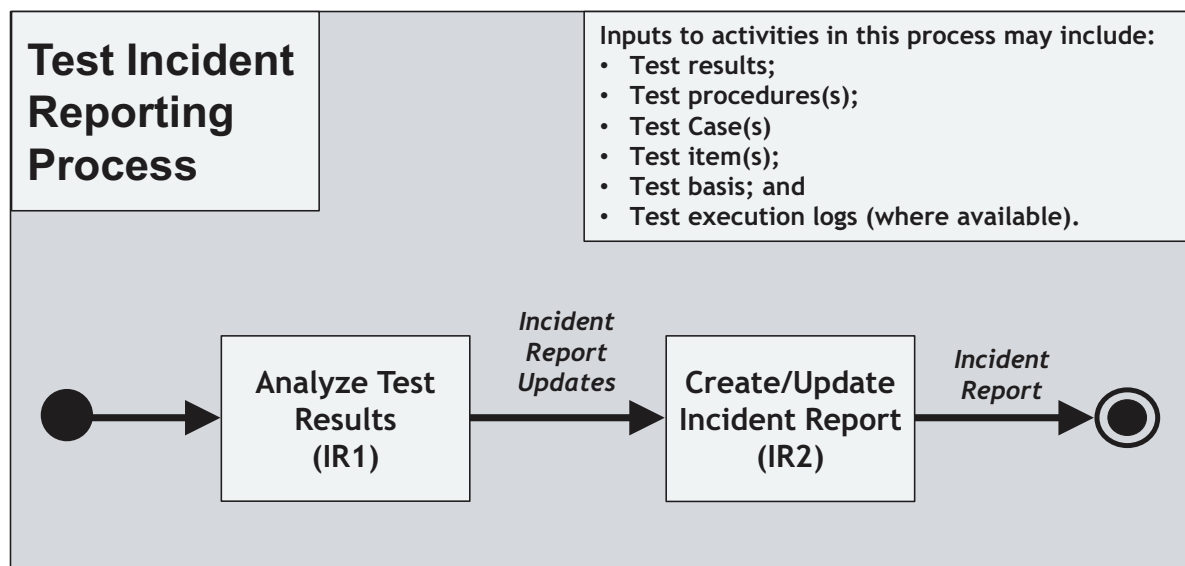 Test Incident
Reporting
Process
Inputs to activities in this process may include:
• Test results;
• Test procedures(s);
• Test Case(s)
• Test item(s);
• Test basis; and
• Test execution logs (where available).
Analyze Test
Results
(IR1)
Incident
Report
Updates
Create/Update
Incident Report
(IR2)
Incident
Report